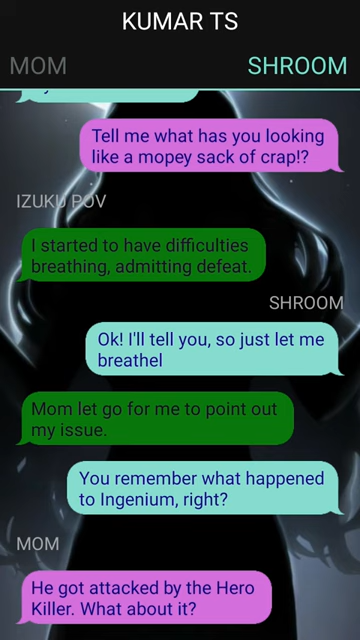 KUMAR TS
MOM
SHROOM
Tell me what has you looking
like a mopey sack of crap!?
IZUKU POV
I started to have difficulties
breathing, admitting defeat.
SHROOM
Ok! I'll tell you, so just let me
breathel
Mom let go for me to point out
my issue.
You remember what happened
to Ingenium, right?
MOM
He got attacked by the Hero
Killer. What about it?